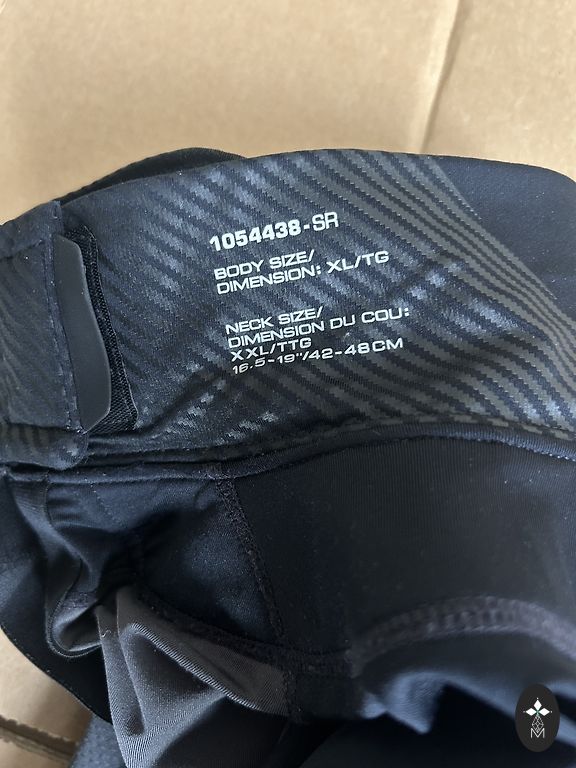 1054438-SR
BODY SIZE/
DIMENSION: XL/TG
NECK SIZE/
DIMENSION DU COU:
XXL/TTG
16.5-19"/42-48CM